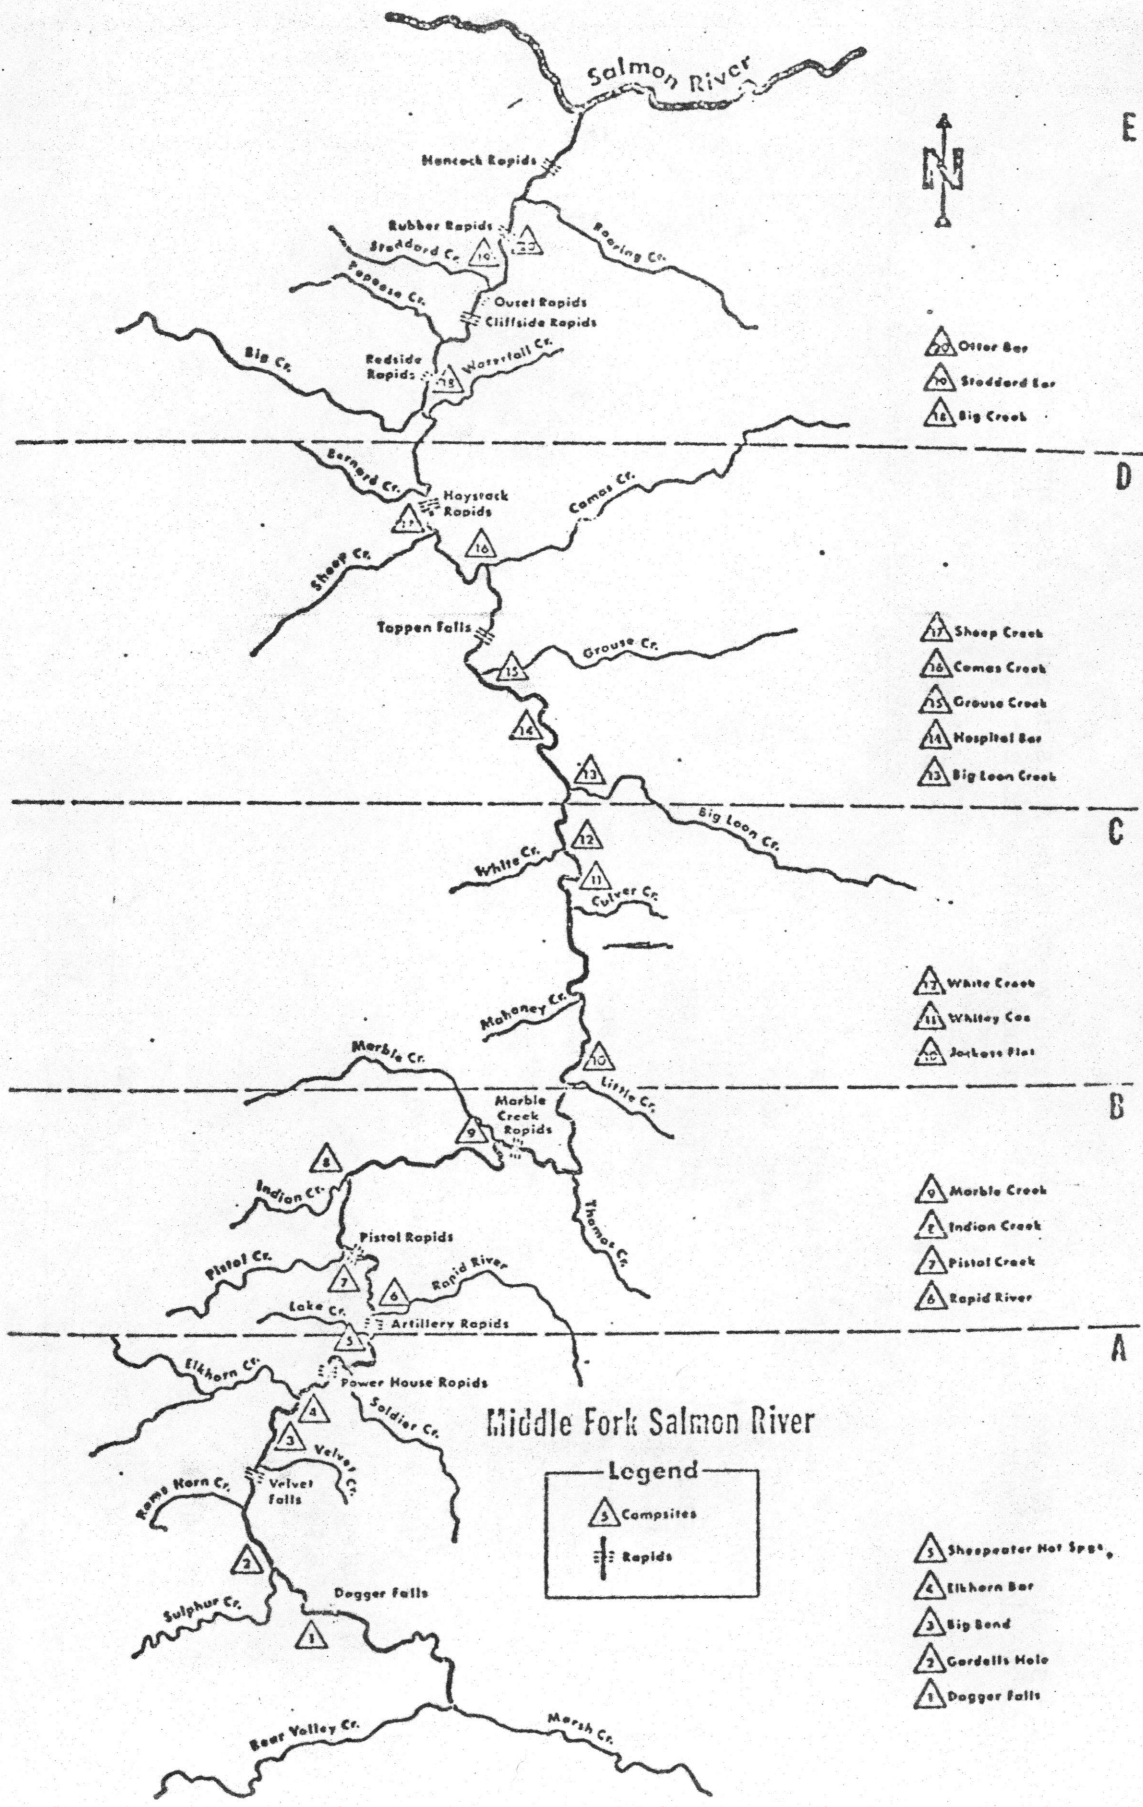 Salmon River
E
Hancock Rapids
N
Rubber Rapids
20
Roaring Cr.
Stoddard Cr.
19
Papoose Cr.
Ouzel Rapids
Cliffside Rapids
Big Cr.
Redside
Rapids
Waterfall Cr.
18
20 Otter Bar
19 Stoddard Bar
18 Big Creek
D
Bernard Cr.
Haystack
Rapids
Camas Cr.
17
16
Sheep Cr.
Tappen Falls
Grouse Cr.
15
14
13
17 Sheep Creek
16 Camas Creek
15 Grouse Creek
14 Hospital Bar
13 Big Loon Creek
C
Big Loon Cr.
12
White Cr.
11
Culver Cr.
Mahoney Cr.
12 White Creek
11 Whitey Cox
10 Jackass Flat
Marble Cr.
10
Little Cr.
B
Marble
Creek
Rapids
9
8
Indian Cr.
Thomas Cr.
Pistol Rapids
Pistol Cr.
7
6
Rapid River
Lake Cr.
Artillery Rapids
9 Marble Creek
8 Indian Creek
7 Pistol Creek
6 Rapid River
5
A
Elkhorn Cr.
Power House Rapids
4
Soldier Cr.
3
Velvet Cr.
Velvet
Falls
Rams Horn Cr.
2
Sulphur Cr.
Dagger Falls
1
Bear Valley Cr.
Marsh Cr.
Middle Fork Salmon River
Legend
5 Campsites
Rapids
5 Sheepeater Hot Spgs.
4 Elkhorn Bar
3 Big Bend
2 Gardells Hole
1 Dagger Falls